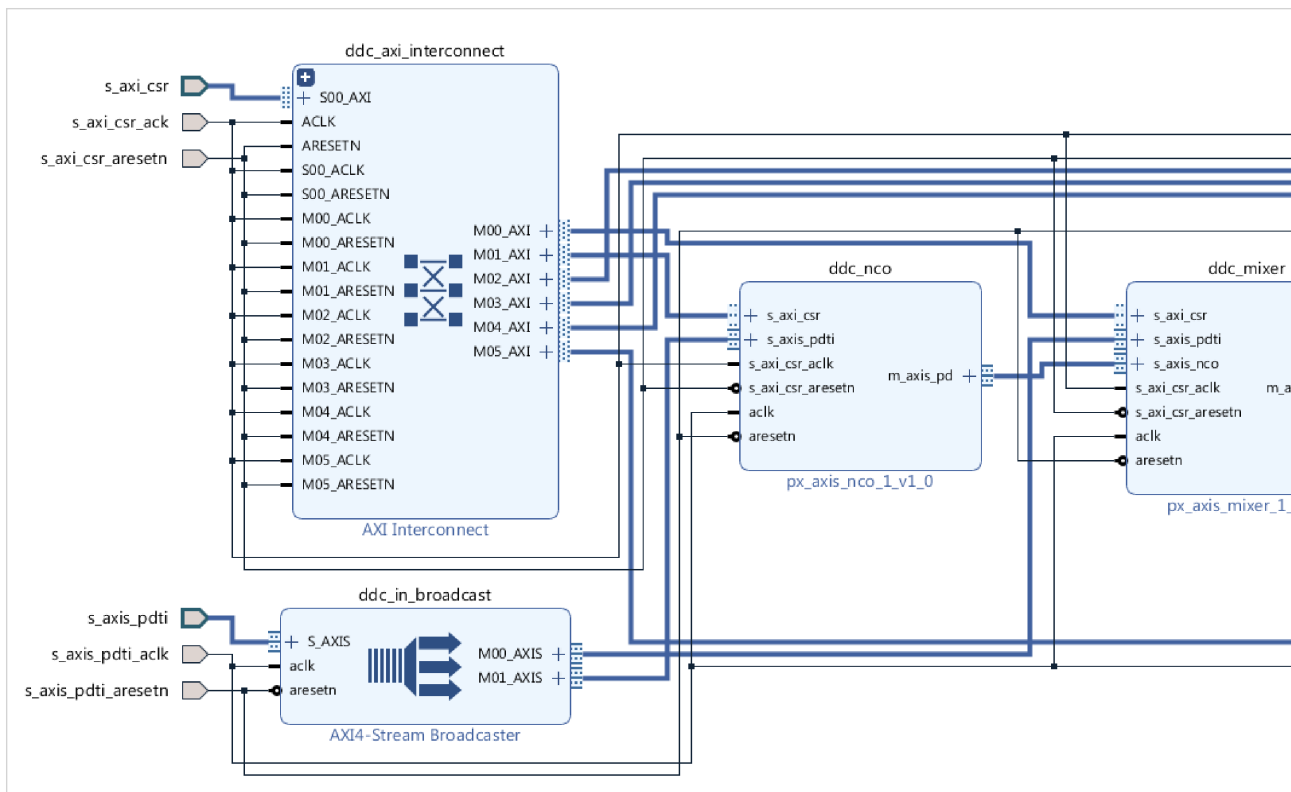 ddc_axi_interconnect
s_axi_csr
s_axi_csr_ack
s_axi_csr_aresetn
S00_AXI
ACLK
ARESETN
S00_ACLK
S00_ARESETN
M00_ACLK
M00_ARESETN
M01_ACLK
M01_ARESETN
M02_ACLK
M02_ARESETN
M03_ACLK
M03_ARESETN
M04_ACLK
M04_ARESETN
M05_ACLK
M05_ARESETN
M00_AXI
M01_AXI
M02_AXI
M03_AXI
M04_AXI
M05_AXI
AXI Interconnect
ddc_nco
s_axi_csr
s_axis_pdti
s_axi_csr_aclk
s_axi_csr_aresetn
aclk
aresetn
m_axis_pd
px_axis_nco_1_v1_0
ddc_mixer
s_axi_csr
s_axis_pdti
s_axis_nco
s_axi_csr_aclk
s_axi_csr_aresetn
aclk
aresetn
m_a
px_axis_mixer_1_
ddc_in_broadcast
s_axis_pdti
s_axis_pdti_aclk
s_axis_pdti_aresetn
S_AXIS
aclk
aresetn
M00_AXIS
M01_AXIS
AXI4-Stream Broadcaster